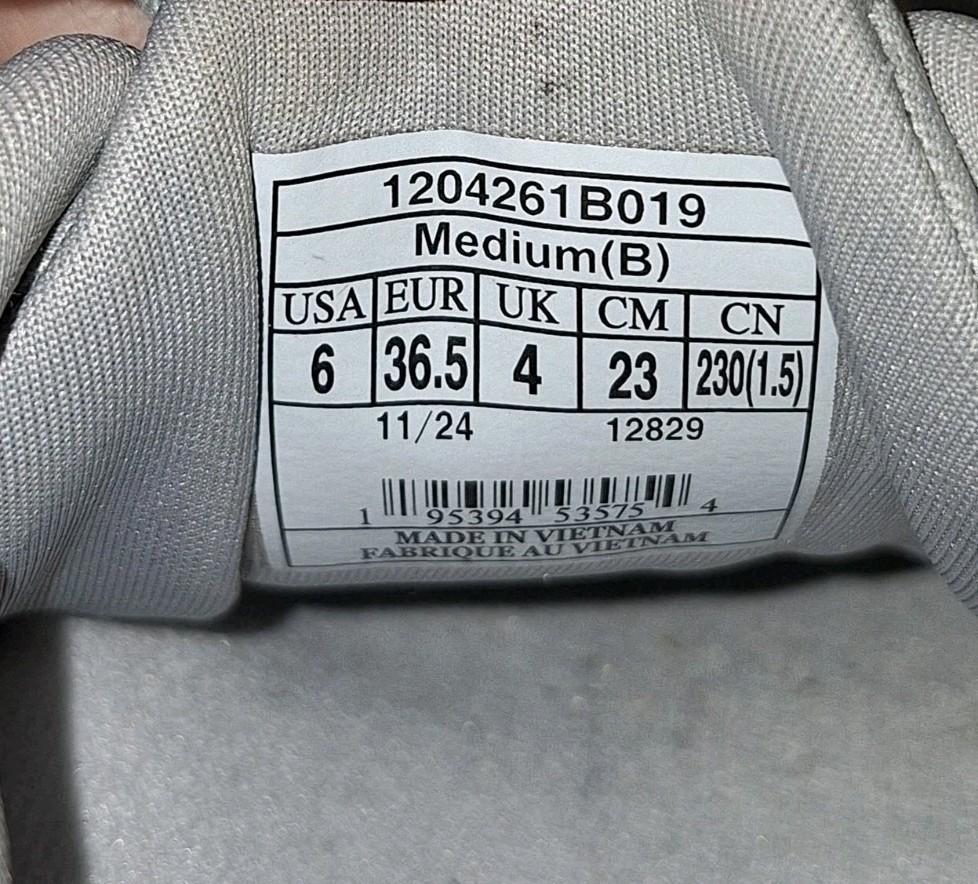 1204261B019
Medium(B)
USA EUR UK CM CN
6 36.5 4 23 230(1.5)
11/24 12829
1 95394 53575 4
MADE IN VIETNAM
FABRIQUE AU VIETNAM